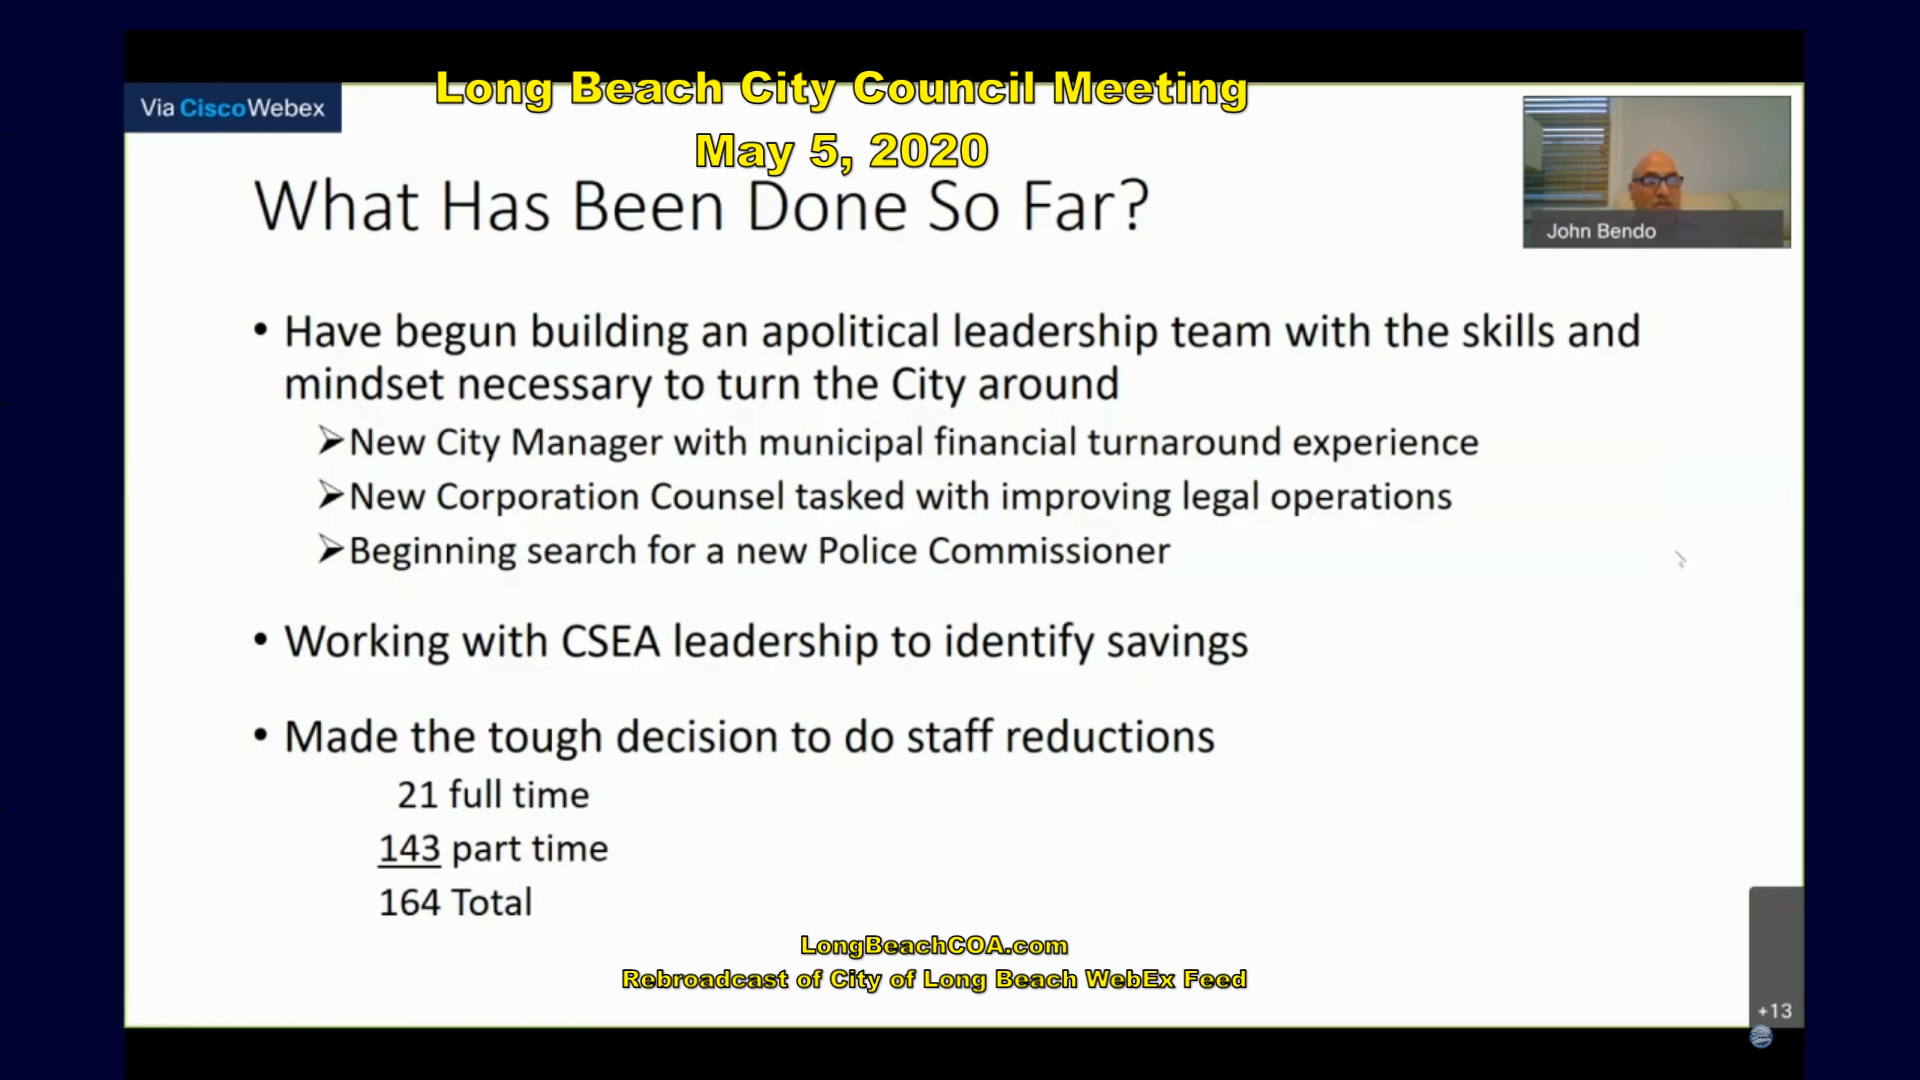 Long Beach City Council Meeting
Via CiscoWebex
May 5, 2020
What Has Been Done So Far?
John Bendo
• Have begun building an apolitical leadership team with the skills and
mindset necessary to turn the City around
➢New City Manager with municipal financial turnaround experience
➢New Corporation Counsel tasked with improving legal operations
➢Beginning search for a new Police Commissioner
• Working with CSEA leadership to identify savings
• Made the tough decision to do staff reductions
21 full time
143 part time
164 Total
LongBeachCOA.com
Rebroadcast of City of Long Beach WebEx Feed
+13